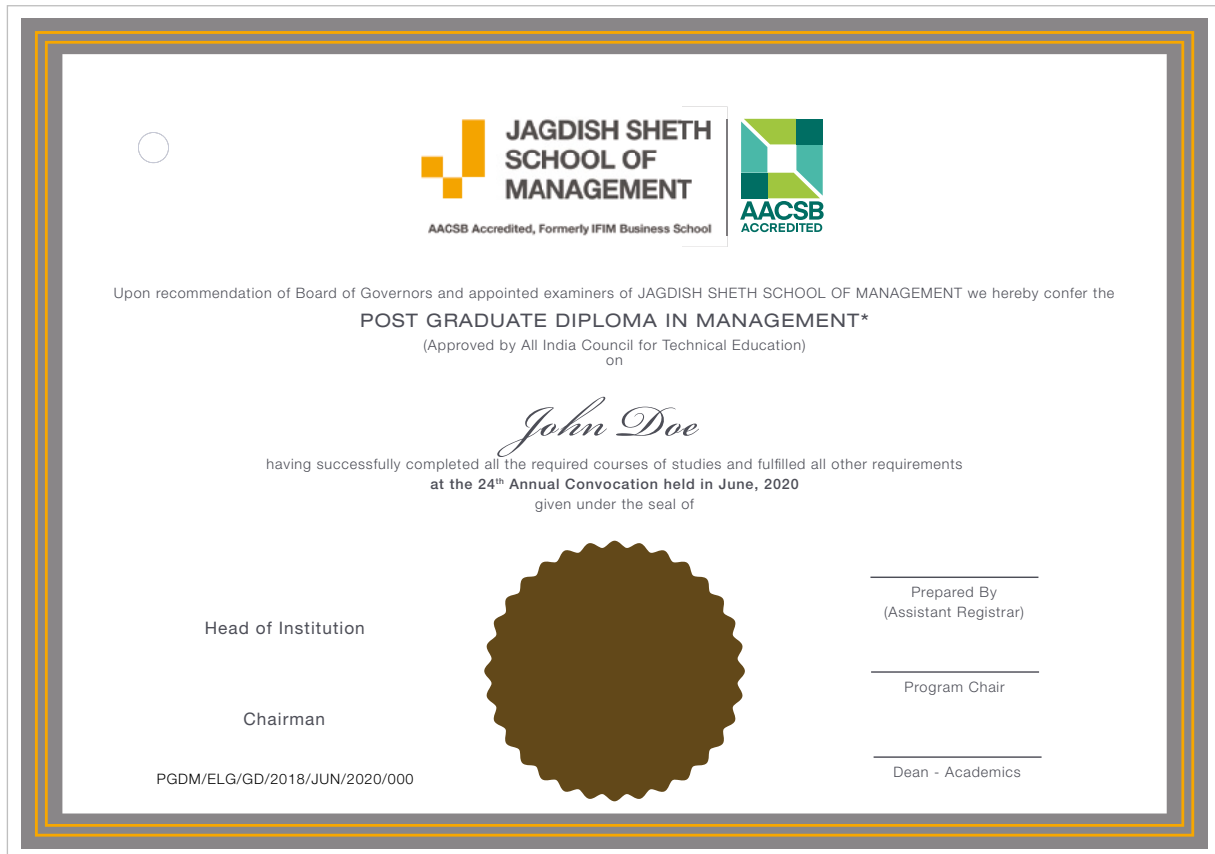 JAGDISH SHETH
SCHOOL OF
MANAGEMENT
AACSB Accredited, Formerly IFIM Business School
AACSB
ACCREDITED
Upon recommendation of Board of Governors and appointed examiners of JAGDISH SHETH SCHOOL OF MANAGEMENT we hereby confer the
POST GRADUATE DIPLOMA IN MANAGEMENT*
(Approved by All India Council for Technical Education)
on
John Doe
having successfully completed all the required courses of studies and fulfilled all other requirements
at the 24th Annual Convocation held in June, 2020
given under the seal of
Head of Institution
Chairman
PGDM/ELG/GD/2018/JUN/2020/000
Prepared By
(Assistant Registrar)
Program Chair
Dean - Academics